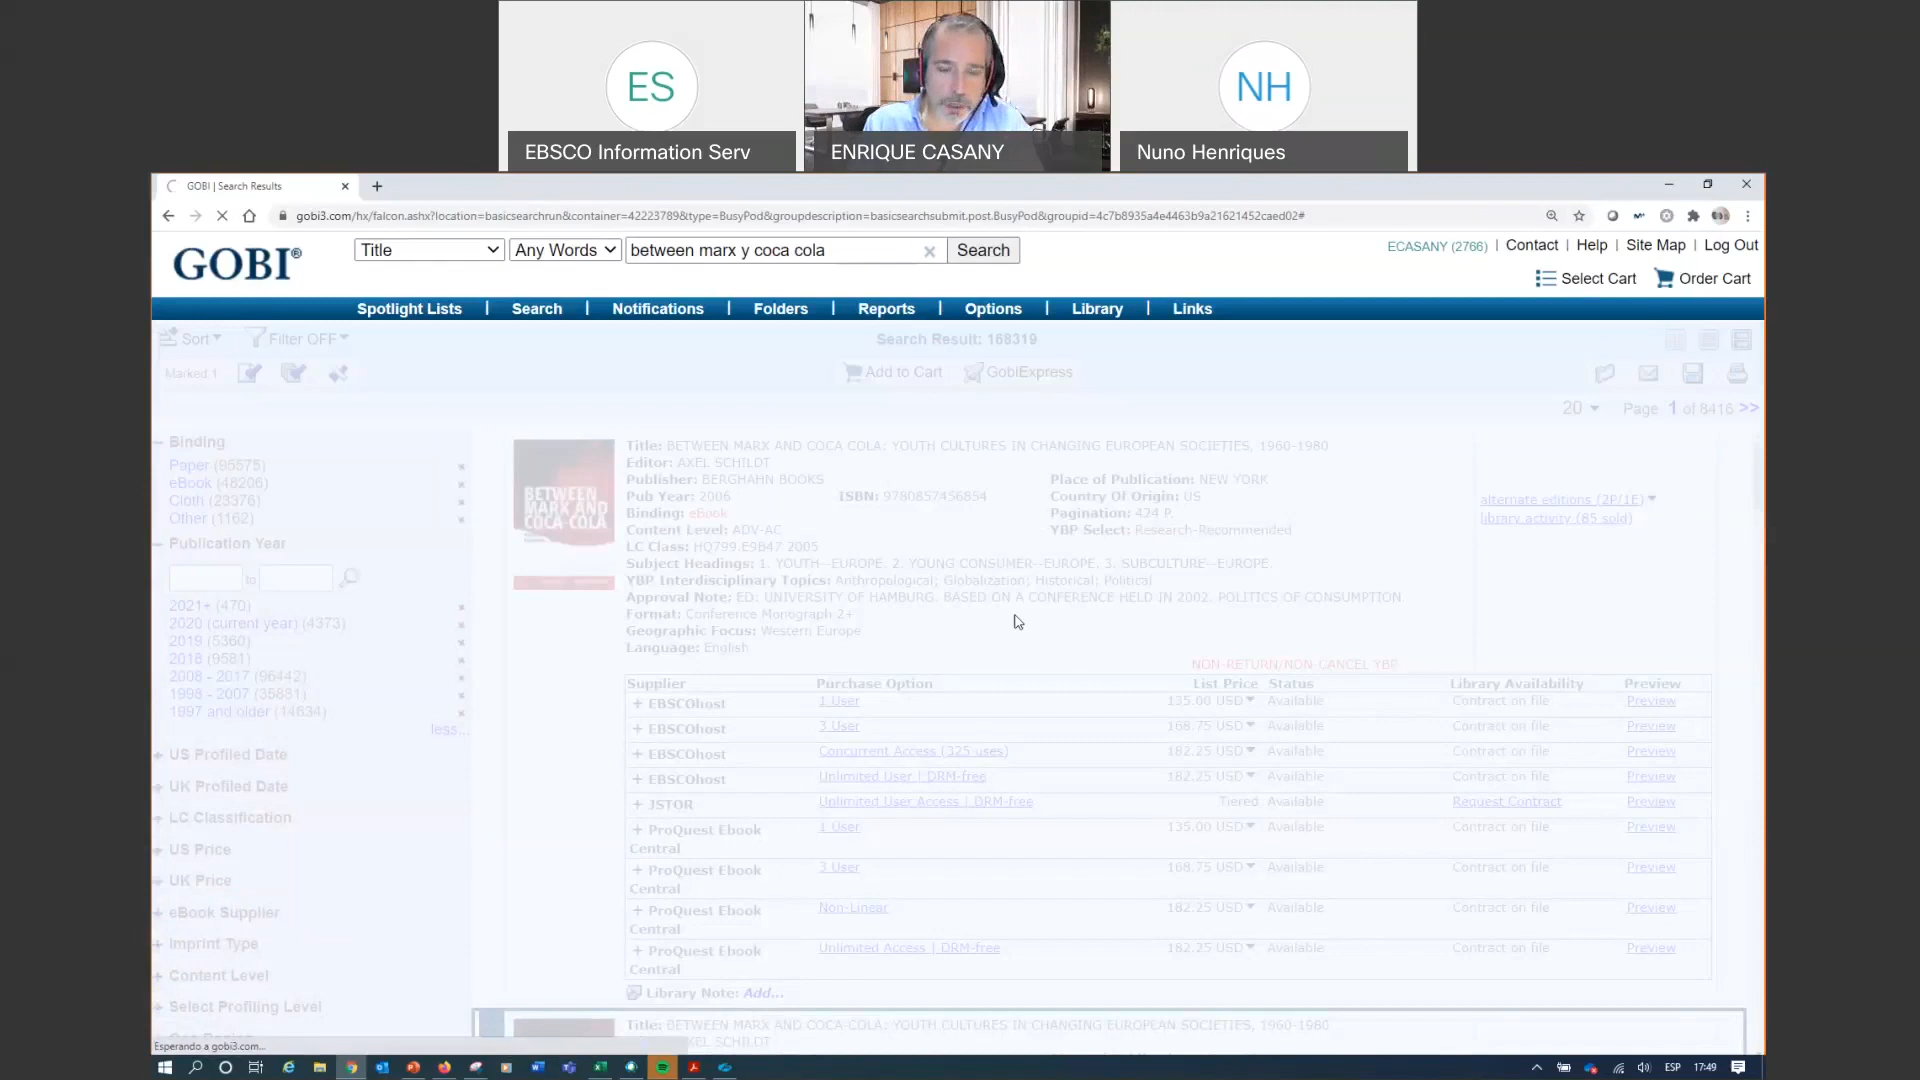 ES
NH
EBSCO Information Serv
ENRIQUE CASANY
Nuno Henriques
GOBI | Search Results
gobi3.com/hx/falcon.ashx?location=basicsearchrun&container=42223789&type=BusyPod&groupdescription=basicsearchsubmit.post.BusyPod&groupid=4c7b8935a4e4463b9a21621452caed02#
GOBI®
Title Any Words between marx y coca cola Search
ECASANY (2766) | Contact | Help | Site Map | Log Out
Select Cart Order Cart
Spotlight Lists | Search | Notifications | Folders | Reports | Options | Library | Links
Sort Filter OFF Search Result: 168319
Marked 1 Add to Cart GobiExpress
20 Page 1 of 8416 >>
Binding
Paper (95575)
eBook (48206)
Cloth (23376)
Other (1162)
Publication Year
to
2021+ (470)
2020 (current year) (4373)
2019 (5360)
2018 (9581)
2008 - 2017 (96442)
1998 - 2007 (35881)
1997 and older (14834)
less...
US Profiled Date
UK Profiled Date
LC Classification
US Price
UK Price
eBook Supplier
Imprint Type
Content Level
Select Profiling Level
BETWEEN
MARX AND
COCA-COLA
Title: BETWEEN MARX AND COCA COLA: YOUTH CULTURES IN CHANGING EUROPEAN SOCIETIES, 1960-1980
Editor: AXEL SCHILDT
Publisher: BERGHAHN BOOKS Place of Publication: NEW YORK
Pub Year: 2006 ISBN: 9780857456854 Country Of Origin: US
Binding: eBook Pagination: 424 P.
Content Level: ADV-AC YBP Select: Research-Recommended
LC Class: HQ799.E9B47 2005
Subject Headings: 1. YOUTH--EUROPE. 2. YOUNG CONSUMER--EUROPE. 3. SUBCULTURE--EUROPE.
YBP Interdisciplinary Topics: Anthropological; Globalization; Historical; Political
Approval Note: ED: UNIVERSITY OF HAMBURG. BASED ON A CONFERENCE HELD IN 2002. POLITICS OF CONSUMPTION.
Format: Conference Monograph 2+
Geographic Focus: Western Europe
Language: English
alternate editions (2P/1E)
library activity (85 sold)
NON-RETURN/NON-CANCEL YBP
Supplier Purchase Option List Price Status Library Availability Preview
+ EBSCOhost 1 User 135.00 USD Available Contract on file Preview
+ EBSCOhost 3 User 168.75 USD Available Contract on file Preview
+ EBSCOhost Concurrent Access (325 uses) 182.25 USD Available Contract on file Preview
+ EBSCOhost Unlimited User | DRM-free 182.25 USD Available Contract on file Preview
+ JSTOR Unlimited User Access | DRM-free Tiered Available Request Contract Preview
+ ProQuest Ebook Central 1 User 135.00 USD Available Contract on file Preview
+ ProQuest Ebook Central 3 User 168.75 USD Available Contract on file Preview
+ ProQuest Ebook Central Non-Linear 182.25 USD Available Contract on file Preview
+ ProQuest Ebook Central Unlimited Access | DRM-free 182.25 USD Available Contract on file Preview
Library Note: Add...
Title: BETWEEN MARX AND COCA-COLA: YOUTH CULTURES IN CHANGING EUROPEAN SOCIETIES, 1960-1980
AXEL SCHILDT
Esperando a gobi3.com...
ESP 17:49